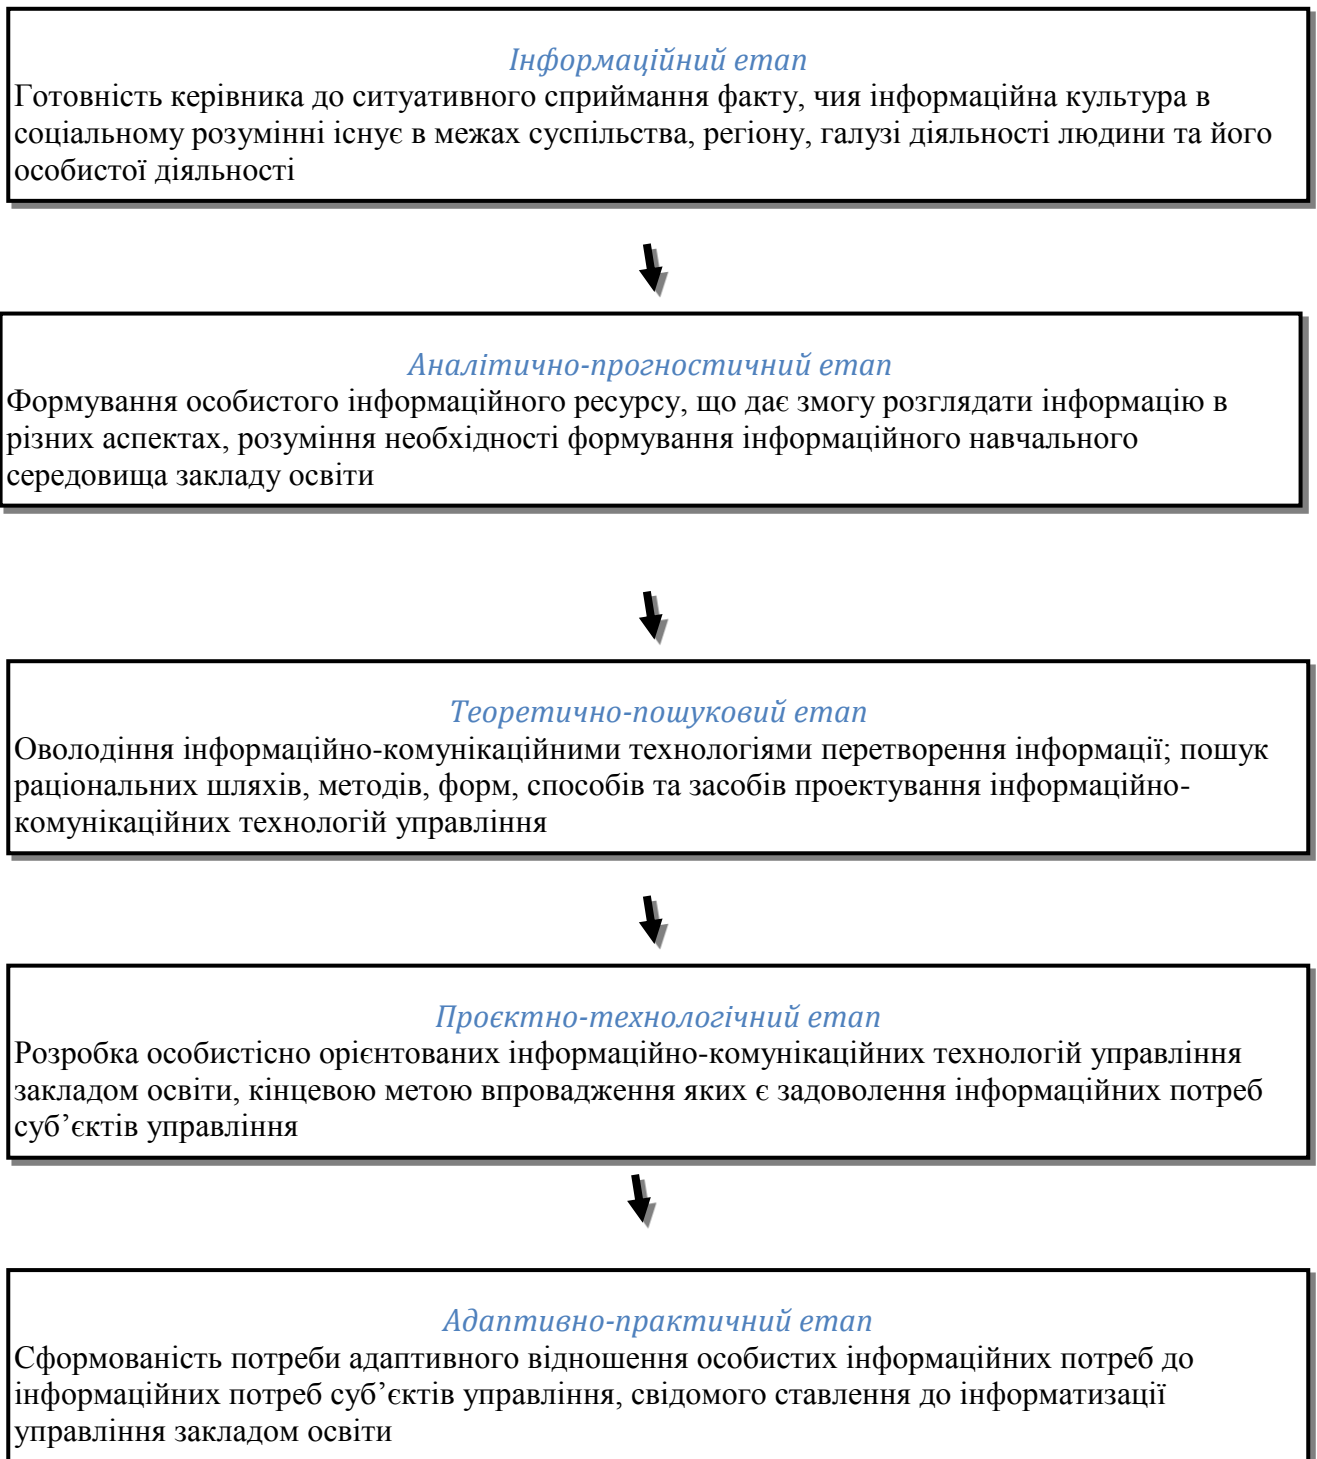 Інформаційний етап
Готовність керівника до ситуативного сприймання факту, чия інформаційна культура в
соціальному розумінні існує в межах суспільства, регіону, галузі діяльності людини та його
особистої діяльності
Аналітично-прогностичний етап
Формування особистого інформаційного ресурсу, що дає змогу розглядати інформацію в
різних аспектах, розуміння необхідності формування інформаційного навчального
середовища закладу освіти
Теоретично-пошуковий етап
Оволодіння інформаційно-комунікаційними технологіями перетворення інформації; пошук
раціональних шляхів, методів, форм, способів та засобів проектування інформаційно-
комунікаційних технологій управління
Проєктно-технологічний етап
Розробка особистісно орієнтованих інформаційно-комунікаційних технологій управління
закладом освіти, кінцевою метою впровадження яких є задоволення інформаційних потреб
суб’єктів управління
Адаптивно-практичний етап
Сформованість потреби адаптивного відношення особистих інформаційних потреб до
інформаційних потреб суб’єктів управління, свідомого ставлення до інформатизації
управління закладом освіти